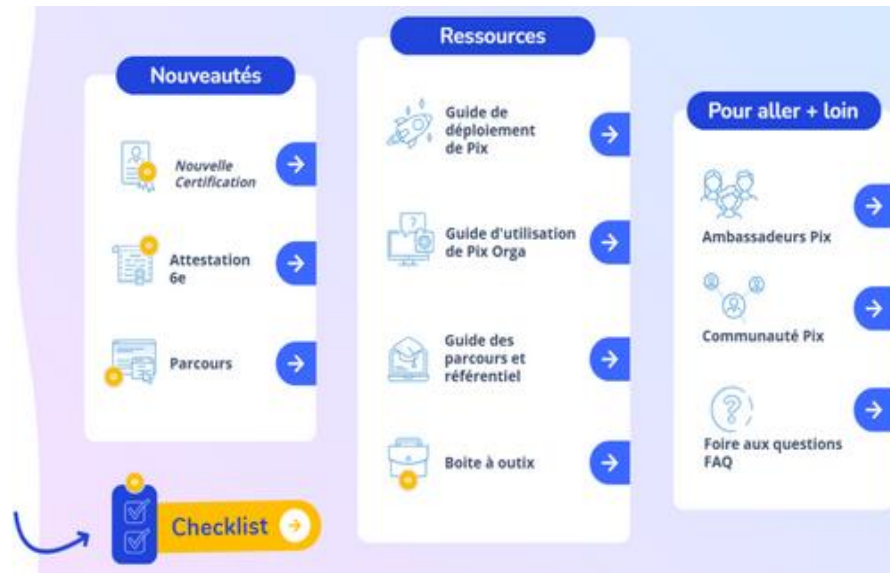 Nouveautés
Nouvelle
Certification
Attestation
6e
Parcours
Checklist
Ressources
Guide de
déploiement
de Pix
Guide d'utilisation
de Pix Orga
Guide des
parcours et
référentiel
Boite à outix
Pour aller + loin
Ambassadeurs Pix
Communauté Pix
Foire aux questions
FAQ